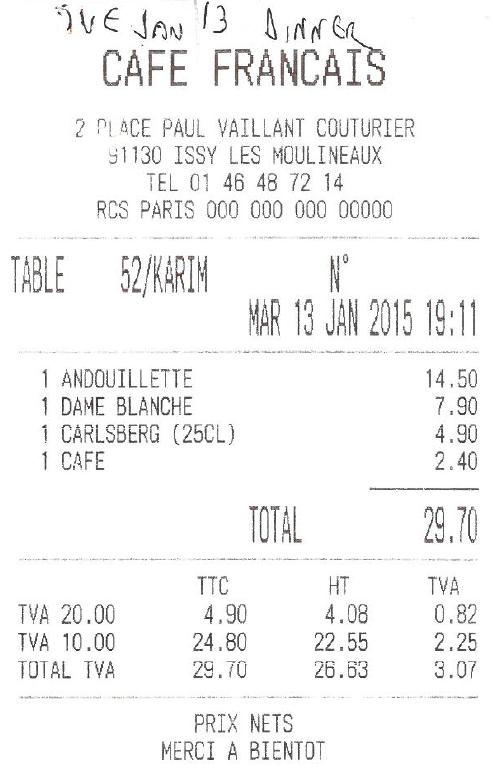 TUE JAN 13 DINNER
CAFE FRANCAIS
2 PLACE PAUL VAILLANT COUTURIER
91130 ISSY LES MOULINEAUX
TEL 01 46 48 72 14
RCS PARIS 000 000 000 00000
TABLE 52/KARIM N°
MAR 13 JAN 2015 19:11
1 ANDOUILLETTE 14.50
1 DAME BLANCHE 7.90
1 CARLSBERG (25CL) 4.90
1 CAFE 2.40
TOTAL 29.70
TTC HT TVA
TVA 20.00 4.90 4.08 0.82
TVA 10.00 24.80 22.55 2.25
TOTAL TVA 29.70 26.63 3.07
PRIX NETS
MERCI A BIENTOT